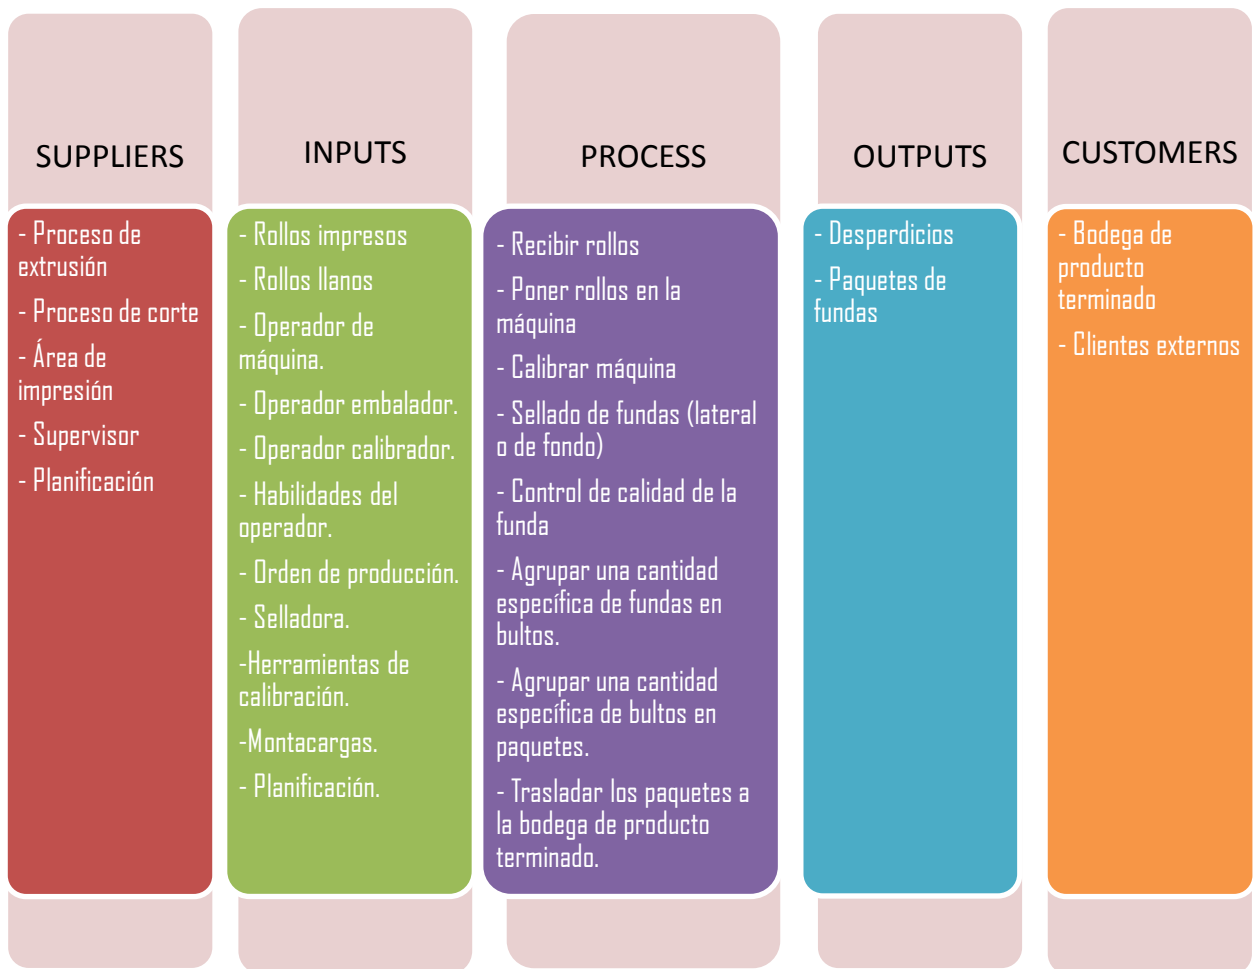 SUPPLIERS
- Proceso de
extrusión
- Proceso de corte
- Área de
impresión
- Supervisor
- Planificación
INPUTS
- Rollos impresos
- Rollos llanos
- Operador de
máquina.
- Operador embalador.
- Operador calibrador.
- Habilidades del
operador.
- Orden de producción.
- Selladora.
-Herramientas de
calibración.
-Montacargas.
- Planificación.
PROCESS
- Recibir rollos
- Poner rollos en la
máquina
- Calibrar máquina
- Sellado de fundas (lateral
o de fondo)
- Control de calidad de la
funda
- Agrupar una cantidad
específica de fundas en
bultos.
- Agrupar una cantidad
específica de bultos en
paquetes.
- Trasladar los paquetes a
la bodega de producto
terminado.
OUTPUTS
- Desperdicios
- Paquetes de
fundas
CUSTOMERS
- Bodega de
producto
terminado
- Clientes externos